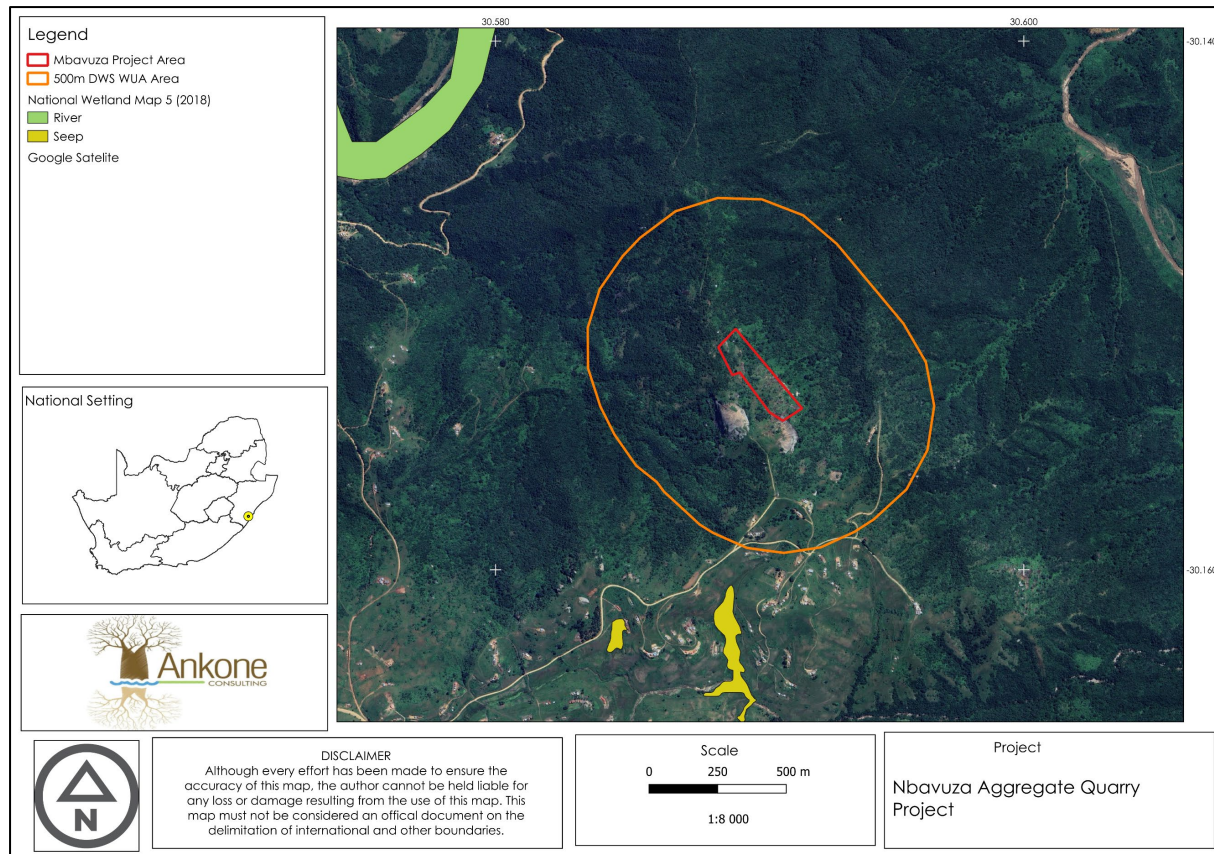 Legend
Mbavuza Project Area
500m DWS WUA Area
National Wetland Map 5 (2018)
River
Seep
Google Satelite
30.580
30.600
-30.140
-30.160
National Setting
Ankone
CONSULTING
N
DISCLAIMER
Although every effort has been made to ensure the
accuracy of this map, the author cannot be held liable for
any loss or damage resulting from the use of this map. This
map must not be considered an offical document on the
delimitation of international and other boundaries.
Scale
0 250 500 m
1:8 000
Project
Nbavuza Aggregate Quarry
Project